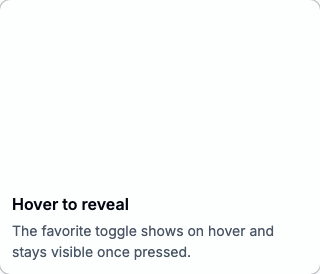 Hover to reveal
The favorite toggle shows on hover and
stays visible once pressed.